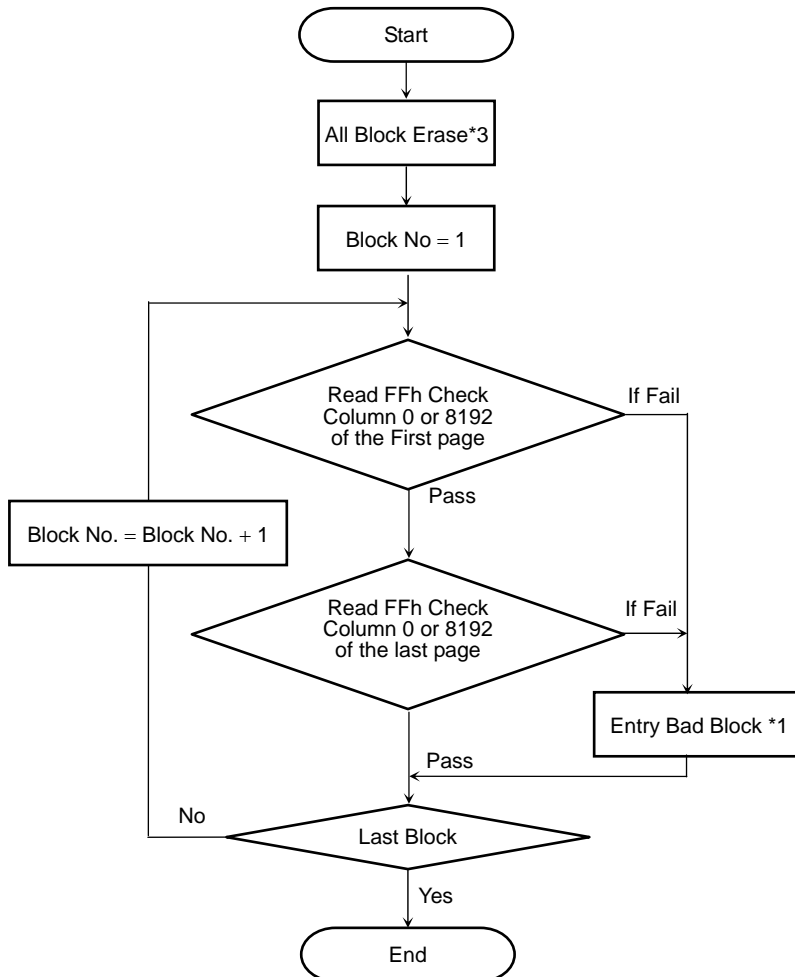 Start
All Block Erase*3
Block No = 1
Read FFh Check
Column 0 or 8192
of the First page
If Fail
Pass
Block No. = Block No. + 1
Read FFh Check
Column 0 or 8192
of the last page
If Fail
Entry Bad Block *1
Pass
No
Last Block
Yes
End